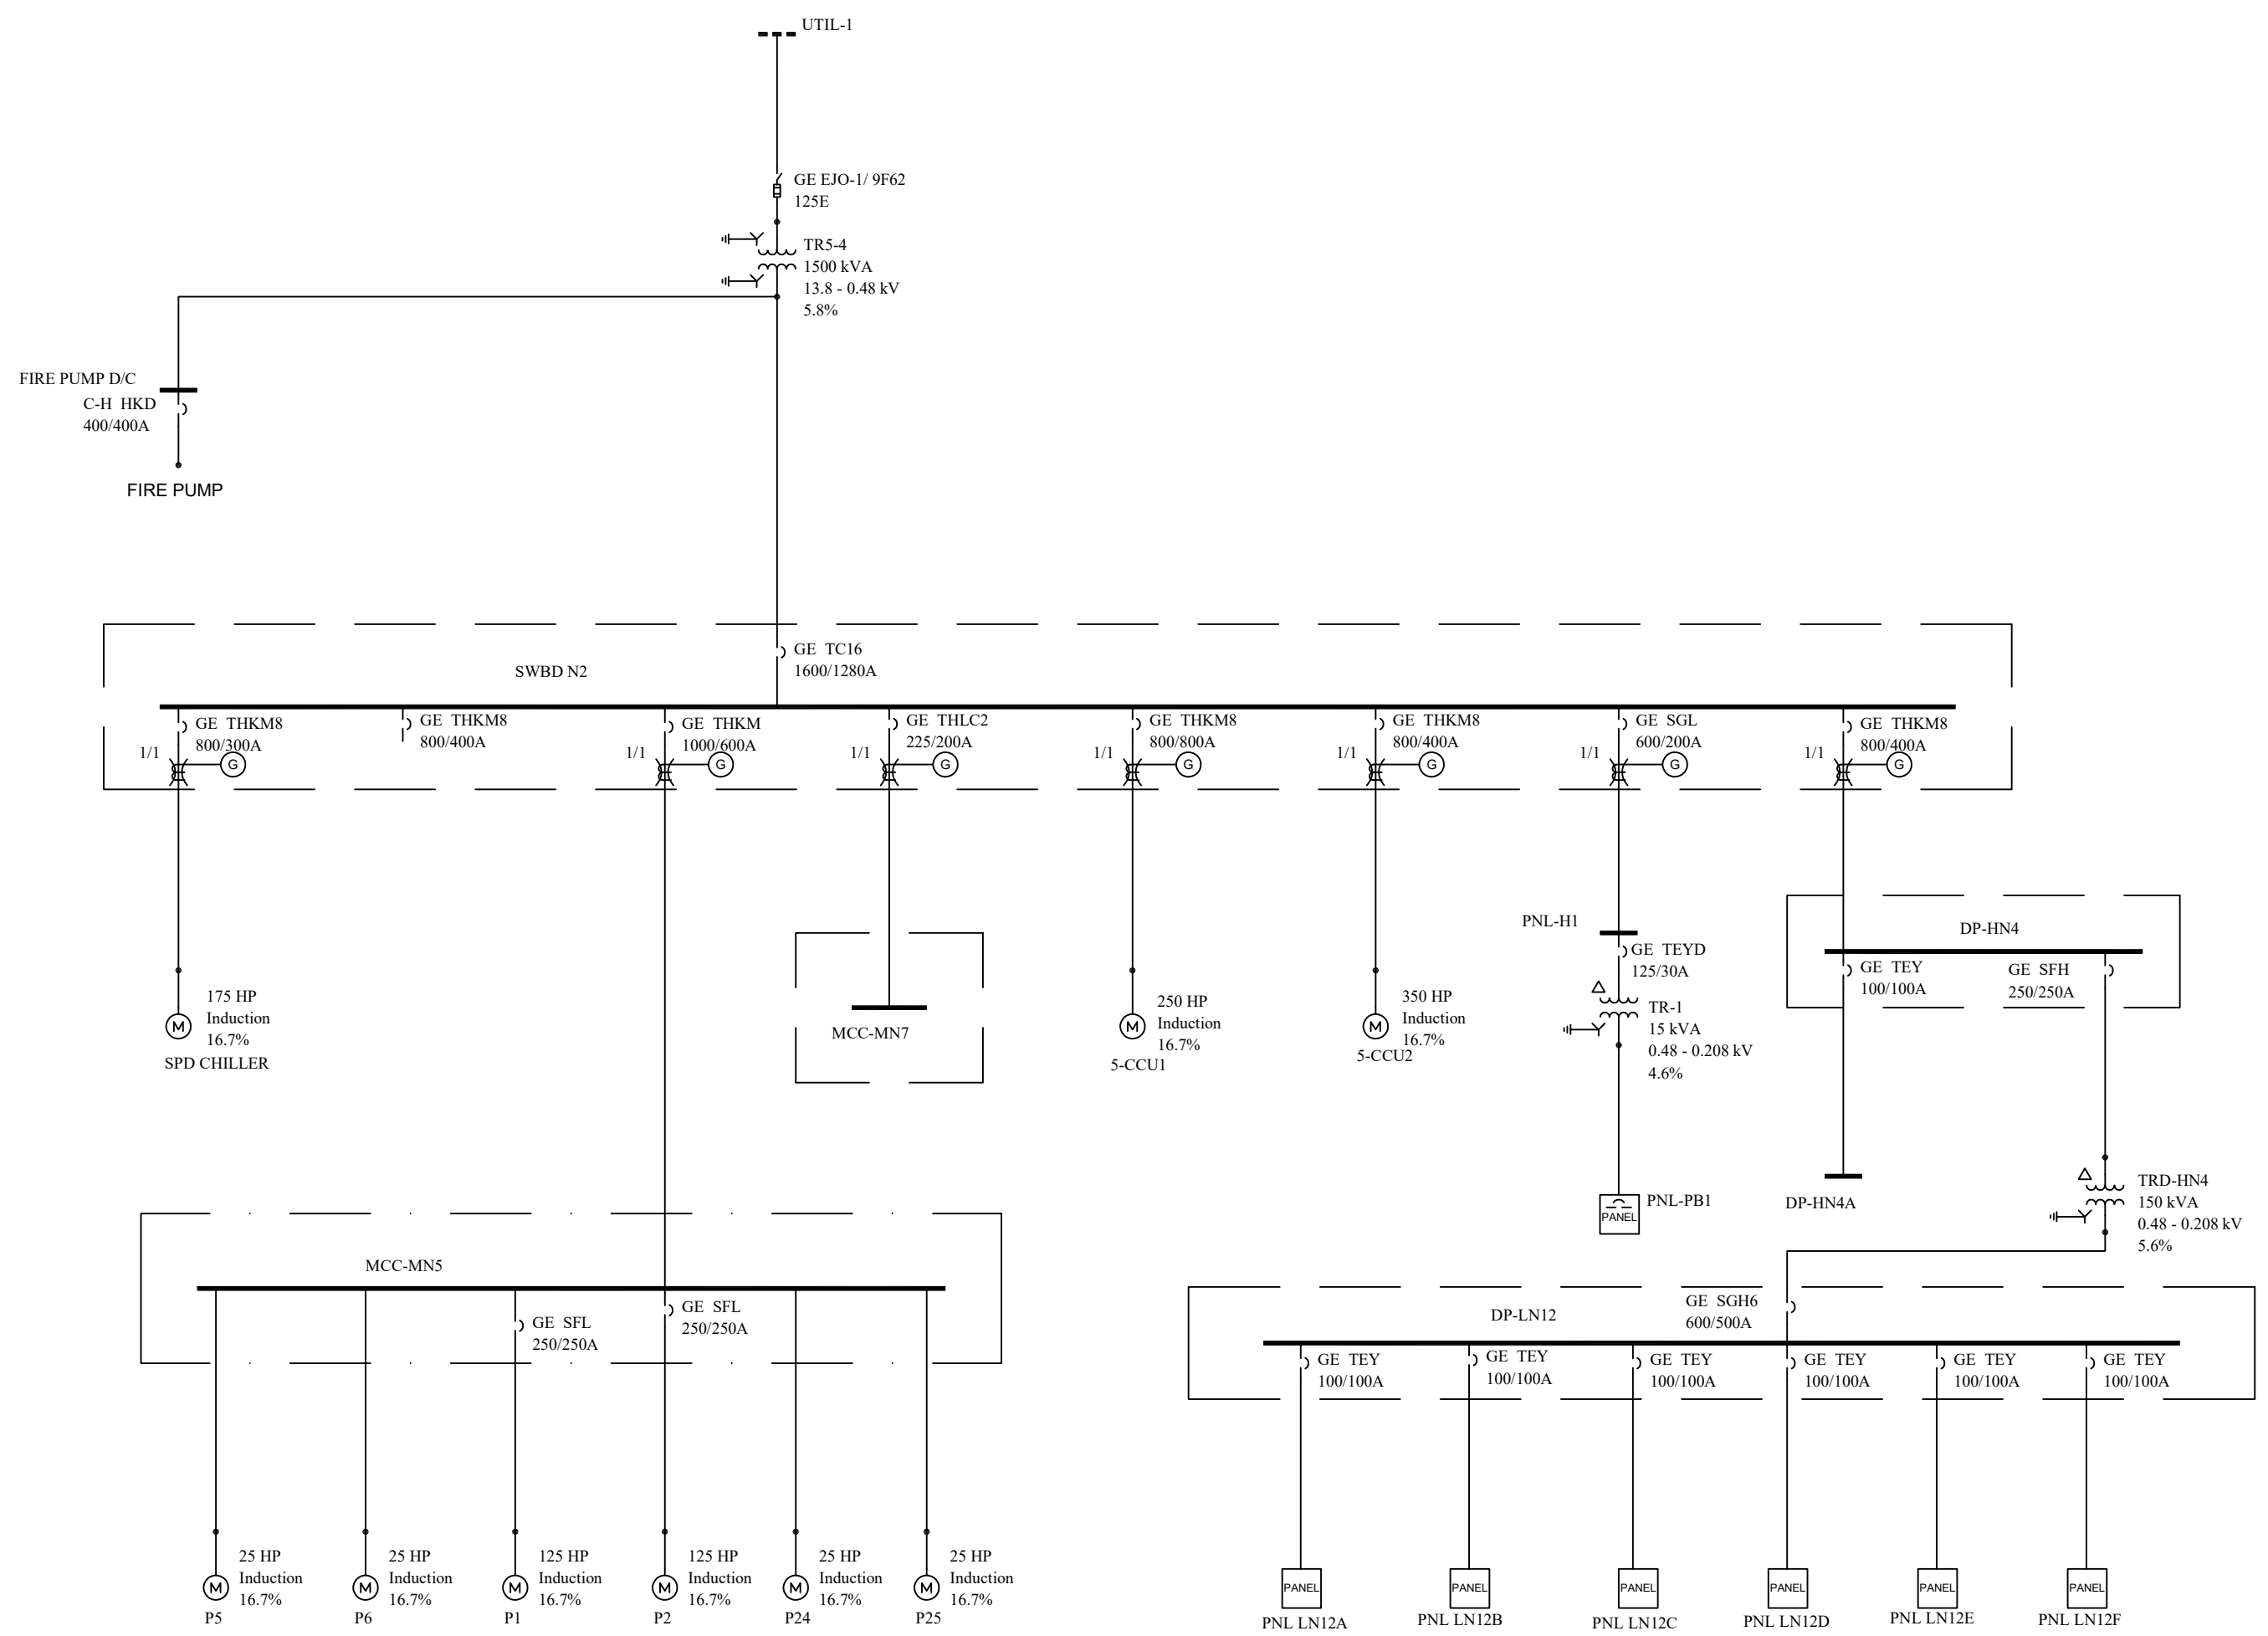 UTIL-1
GE EJO-1/ 9F62
125E
TR5-4
1500 kVA
13.8 - 0.48 kV
5.8%
FIRE PUMP D/C
C-H HKD
400/400A
FIRE PUMP
GE TC16
1600/1280A
SWBD N2
GE THKM8
800/300A
1/1
G
GE THKM8
800/400A
GE THKM
1000/600A
1/1
G
GE THLC2
225/200A
1/1
G
GE THKM8
800/800A
1/1
G
GE THKM8
800/400A
1/1
G
GE SGL
600/200A
1/1
G
GE THKM8
800/400A
1/1
G
175 HP
Induction
16.7%
M
SPD CHILLER
MCC-MN7
250 HP
Induction
16.7%
M
5-CCU1
350 HP
Induction
16.7%
M
5-CCU2
PNL-H1
GE TEYD
125/30A
TR-1
15 kVA
0.48 - 0.208 kV
4.6%
PNL-PB1
PANEL
DP-HN4
GE TEY
100/100A
GE SFH
250/250A
DP-HN4A
TRD-HN4
150 kVA
0.48 - 0.208 kV
5.6%
MCC-MN5
GE SFL
250/250A
GE SFL
250/250A
25 HP
Induction
16.7%
M
P5
25 HP
Induction
16.7%
M
P6
125 HP
Induction
16.7%
M
P1
125 HP
Induction
16.7%
M
P2
25 HP
Induction
16.7%
M
P24
25 HP
Induction
16.7%
M
P25
DP-LN12
GE SGH6
600/500A
GE TEY
100/100A
GE TEY
100/100A
GE TEY
100/100A
GE TEY
100/100A
GE TEY
100/100A
GE TEY
100/100A
PANEL
PNL LN12A
PANEL
PNL LN12B
PANEL
PNL LN12C
PANEL
PNL LN12D
PANEL
PNL LN12E
PANEL
PNL LN12F